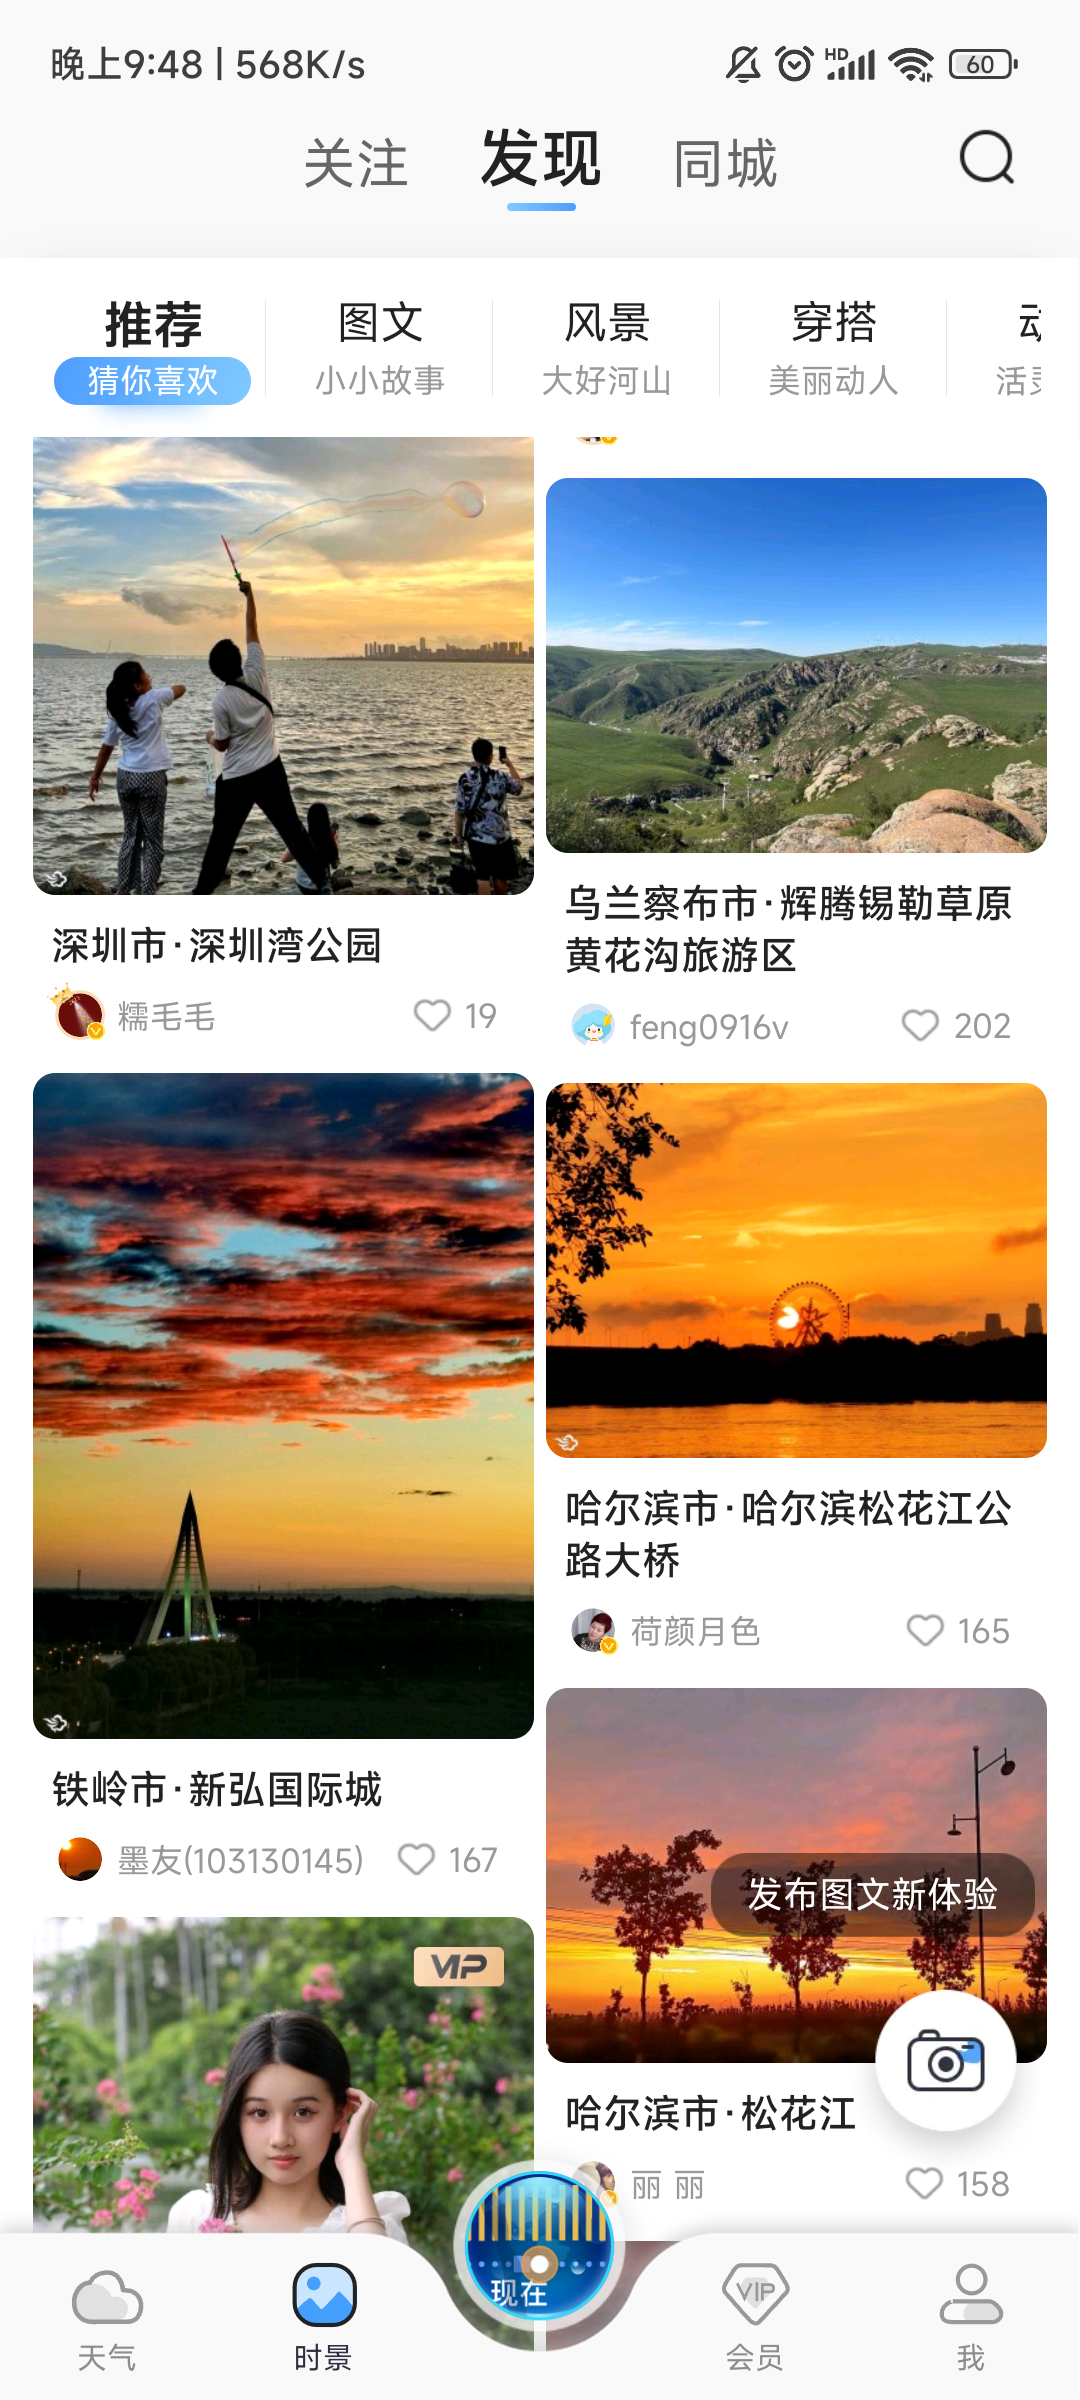 晚上9:48 | 568K/s
HD
60
关注
发现
同城
推荐
猜你喜欢
图文
小小故事
风景
大好河山
穿搭
美丽动人
深圳市·深圳湾公园
糯毛毛
19
乌兰察布市·辉腾锡勒草原
黄花沟旅游区
feng0916v
202
哈尔滨市·哈尔滨松花江公
路大桥
荷颜月色
165
铁岭市·新弘国际城
墨友(103130145)
167
发布图文新体验
VIP
哈尔滨市·松花江
丽 丽
158
现在
天气
时景
VIP
会员
我